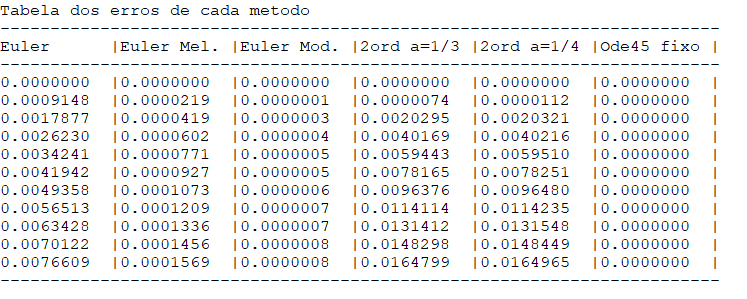 Tabela dos erros de cada metodo
------------------------------------------------------------------------
Euler      |Euler Mel. |Euler Mod. |2ord a=1/3 |2ord a=1/4 |Ode45 fixo |
------------------------------------------------------------------------
0.0000000  |0.0000000  |0.0000000  |0.0000000  |0.0000000  |0.0000000  |
0.0009148  |0.0000219  |0.0000001  |0.0000074  |0.0000112  |0.0000000  |
0.0017877  |0.0000419  |0.0000003  |0.0020295  |0.0020321  |0.0000000  |
0.0026230  |0.0000602  |0.0000004  |0.0040169  |0.0040216  |0.0000000  |
0.0034241  |0.0000771  |0.0000005  |0.0059443  |0.0059510  |0.0000000  |
0.0041942  |0.0000927  |0.0000005  |0.0078165  |0.0078251  |0.0000000  |
0.0049358  |0.0001073  |0.0000006  |0.0096376  |0.0096480  |0.0000000  |
0.0056513  |0.0001209  |0.0000007  |0.0114114  |0.0114235  |0.0000000  |
0.0063428  |0.0001336  |0.0000007  |0.0131412  |0.0131548  |0.0000000  |
0.0070122  |0.0001456  |0.0000008  |0.0148298  |0.0148449  |0.0000000  |
0.0076609  |0.0001569  |0.0000008  |0.0164799  |0.0164965  |0.0000000  |
------------------------------------------------------------------------